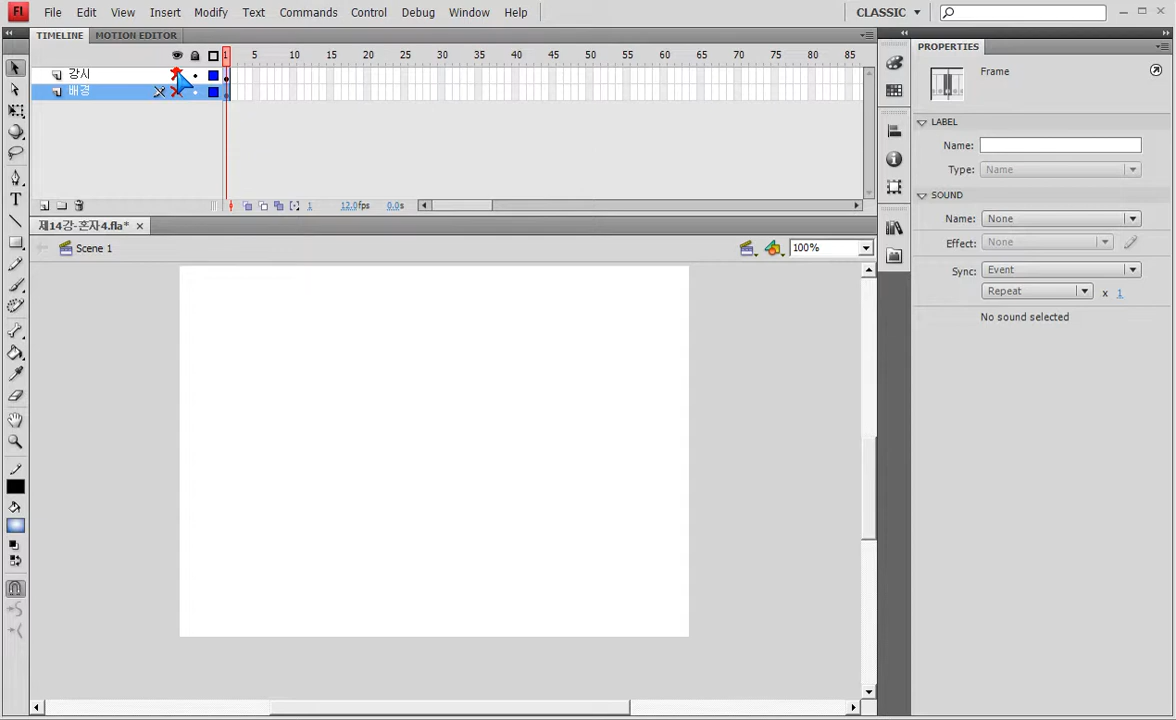 Fl File Edit View Insert Modify Text Commands Control Debug Window Help CLASSIC
TIMELINE MOTION EDITOR
1 5 10 15 20 25 30 35 40 45 50 55 60 65 70 75 80 85
강시
배경
1 12.0fps 0.0s
제14강-혼자4.fla*
Scene 1 100%
T
PROPERTIES
Frame
LABEL
Name:
Type: Name
SOUND
Name: None
Effect: None
Sync: Event
Repeat x 1
No sound selected